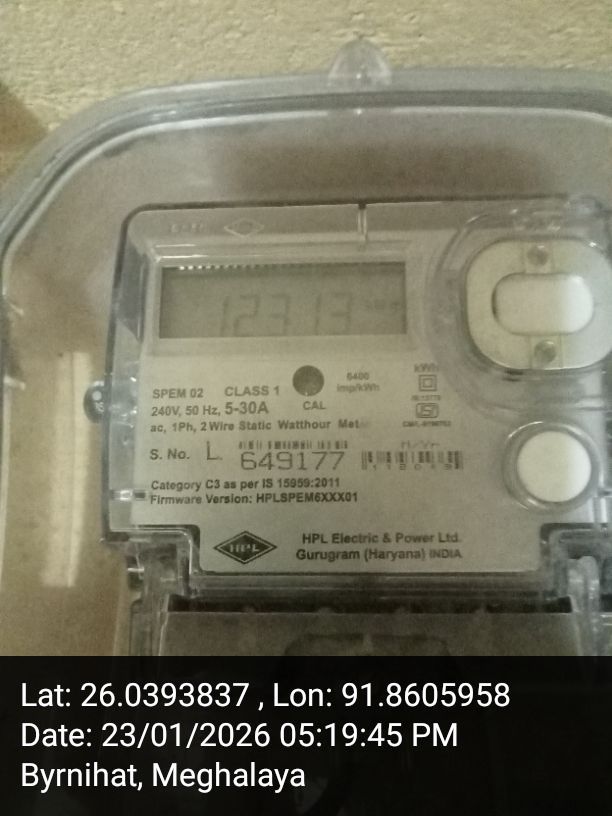 12313
SPEM 02 CLASS 1
6400
imp/kWh
kWh
240V, 50 Hz, 5-30A
CAL
ac, 1Ph, 2 Wire Static Watthour
S. No. L. 649177
Category C3 as per IS 15959:2011
Firmware Version: HPLSPEM6XXX01
HPL
HPL Electric & Power Ltd.
Gurugram (Haryana) INDIA
Lat: 26.0393837 , Lon: 91.8605958
Date: 23/01/2026 05:19:45 PM
Byrnihat, Meghalaya